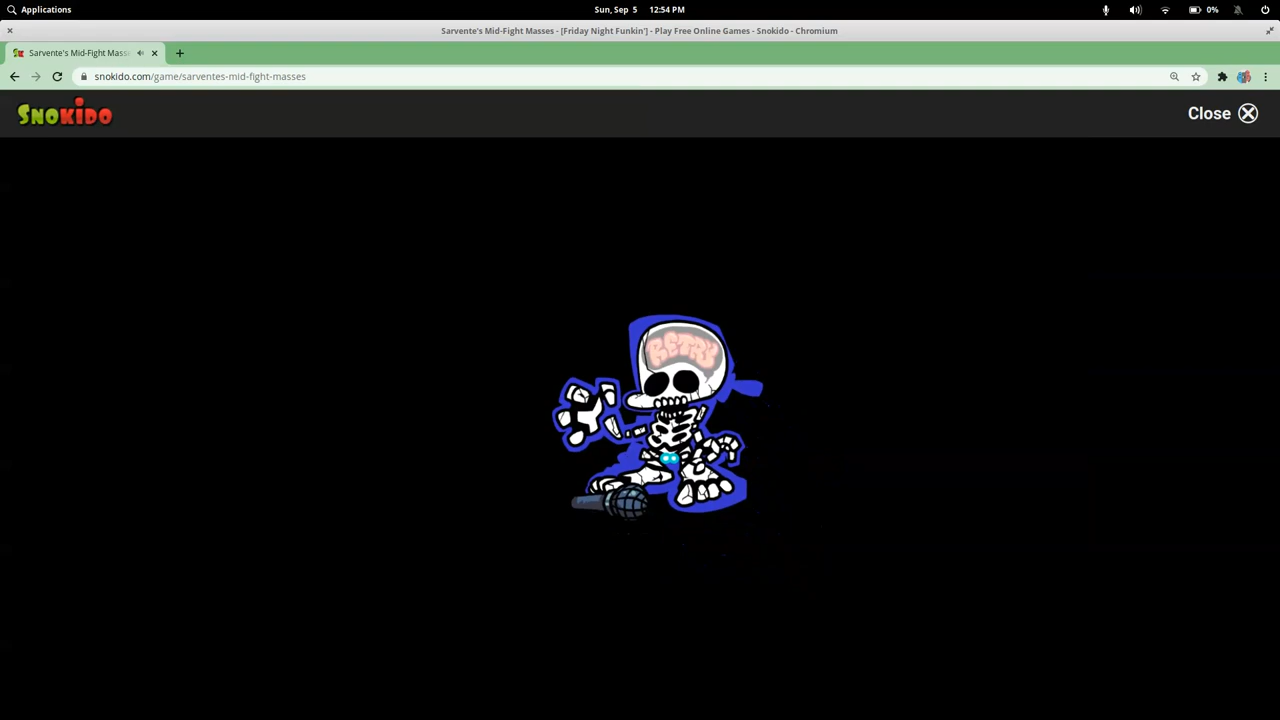 Applications
Sun, Sep 5 12:54 PM
0%
Sarvente's Mid-Fight Masses - [Friday Night Funkin'] - Play Free Online Games - Snokido - Chromium
Sarvente's Mid-Fight Mass
snokido.com/game/sarventes-mid-fight-masses
SNOKIDO
Close
RETRY